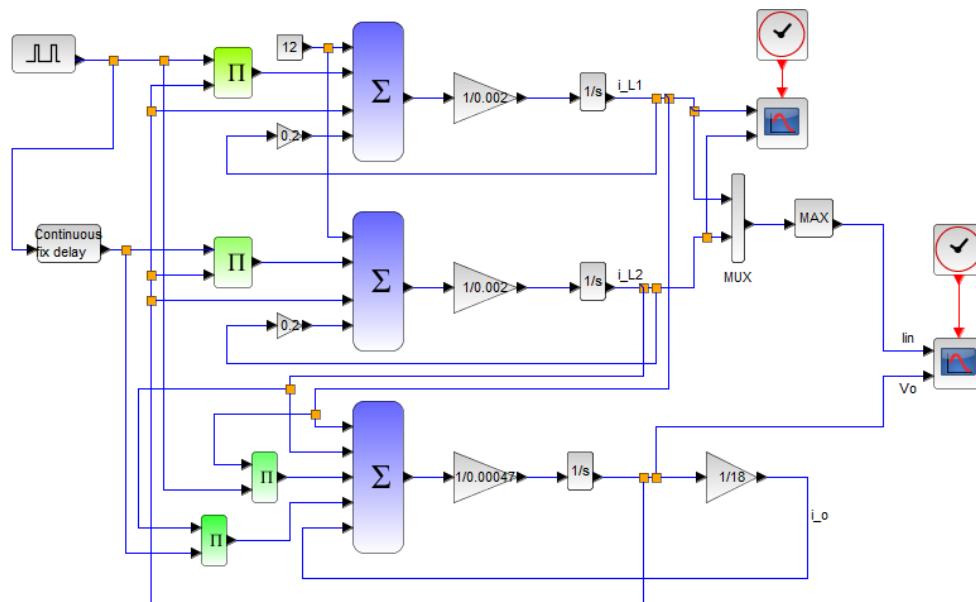 12
Π
Σ
1/0.002
1/s
i_L1
0.2
Continuous
fix delay
Π
Σ
1/0.002
1/s
i_L2
0.2
MUX
MAX
Iin
Vo
Π
Π
Σ
1/0.00047
1/s
1/18
i_o